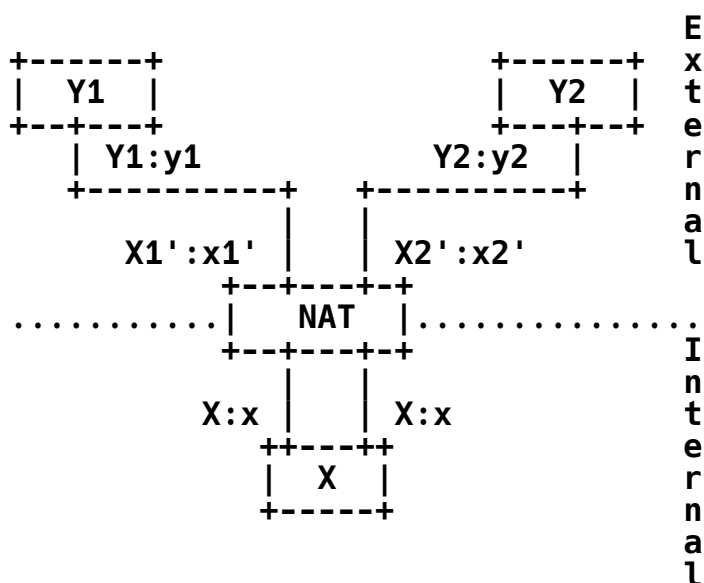 Y1 Y2
Y1:y1 Y2:y2
X1':x1' X2':x2'
NAT
X:x X:x
X
External
Internal